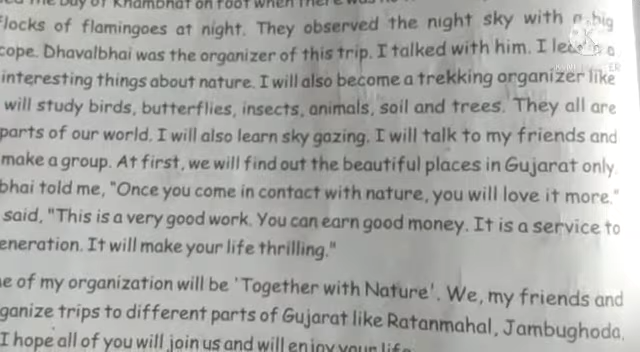 the Bay of Khambhat on foot when there was
flocks of flamingoes at night. They observed the night sky with a big
cope. Dhavalbhai was the organizer of this trip. I talked with him. I
interesting things about nature. I will also become a trekking organizer like
will study birds, butterflies, insects, animals, soil and trees. They all are
parts of our world. I will also learn sky gazing. I will talk to my friends and
make a group. At first, we will find out the beautiful places in Gujarat only.
bhai told me, "Once you come in contact with nature, you will love it more."
said, "This is a very good work. You can earn good money. It is a service to
eneration. It will make your life thrilling."
e of my organization will be 'Together with Nature'. We, my friends and
ganize trips to different parts of Gujarat like Ratanmahal, Jambughoda,
I hope all of you will join us and will enjoy your life